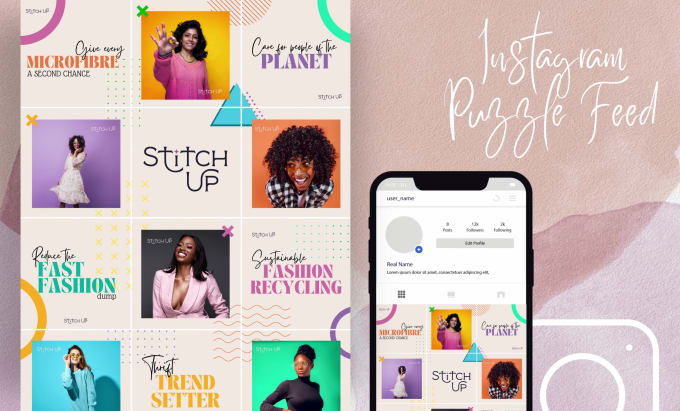 STITCH UP
Give every
MICROFIBRE
A SECOND CHANCE
STITCH UP
Care for people of the
PLANET
STITCH UP
STITCH UP
STITCH
UP
STITCH UP
Reduce the
FAST
FASHION
dump
STITCH UP
STITCH UP
Sustainable
FASHION
RECYCLING
STITCH UP
Thrift
TREND
SETTER
STITCH UP
Instagram
Puzzle Feed
user_name
8
Posts
12k
Followers
2k
Following
Edit Profile
Real Name
Lorem ipsum dolor sit amet, consectetuer adipiscing elit,
Give every
MICROFIBRE
A SECOND CHANCE
Care for people of the
PLANET
STITCH
UP